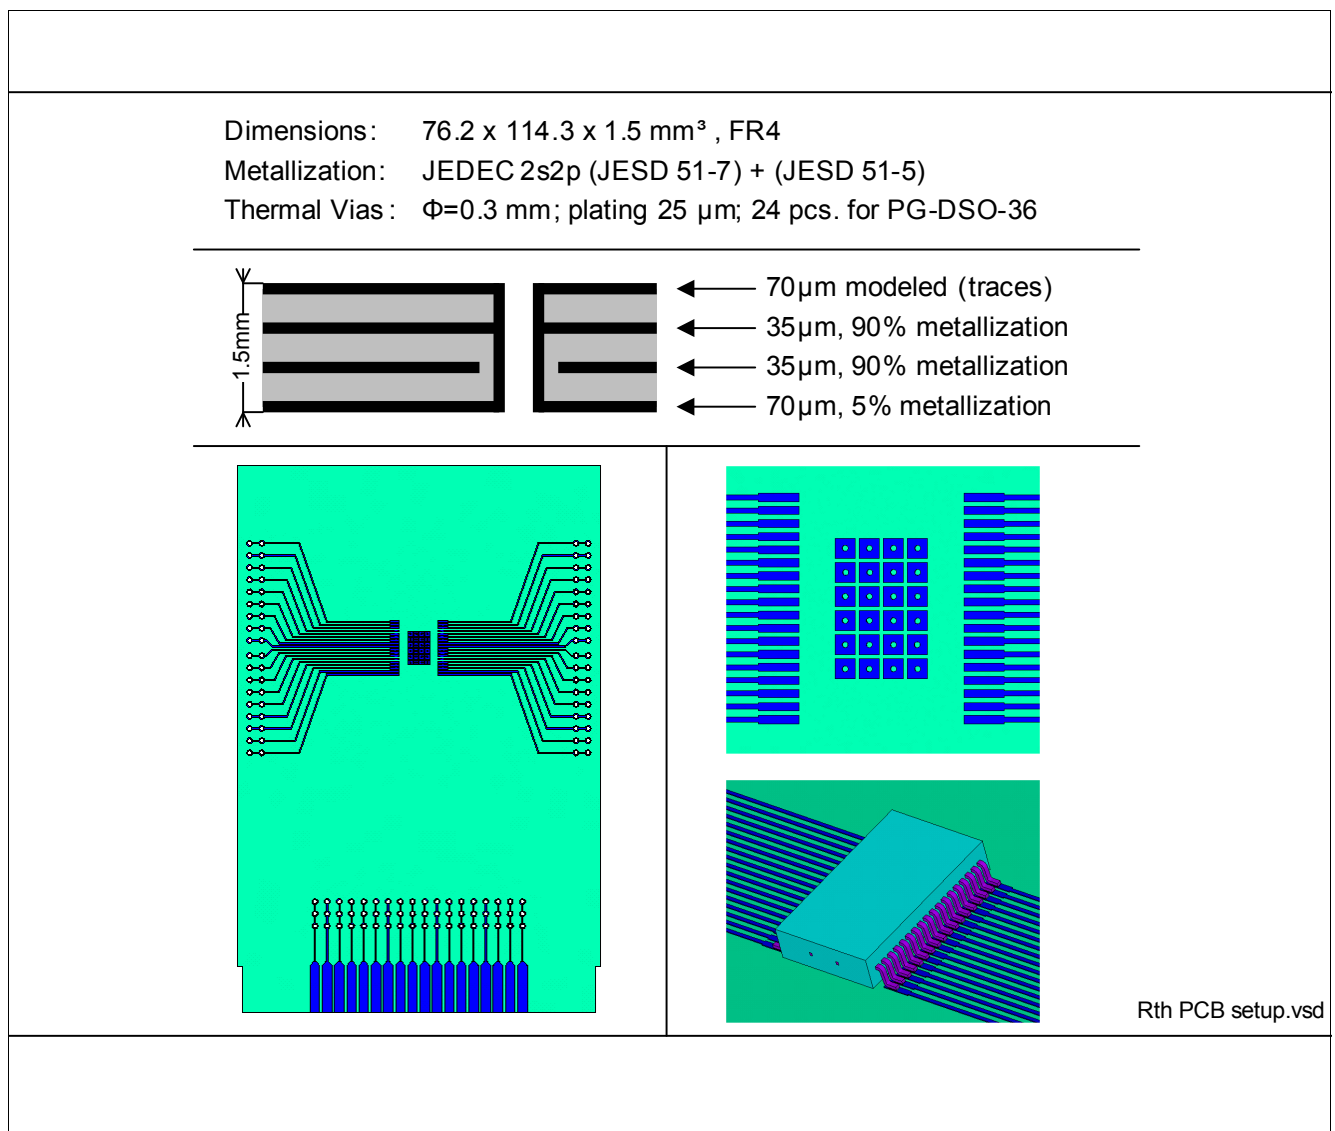 Dimensions: 76.2 x 114.3 x 1.5 mm³ , FR4
Metallization: JEDEC 2s2p (JESD 51-7) + (JESD 51-5)
Thermal Vias : Φ=0.3 mm; plating 25 µm; 24 pcs. for PG-DSO-36
1.5mm
70µm modeled (traces)
35µm, 90% metallization
35µm, 90% metallization
70µm, 5% metallization
Rth PCB setup.vsd